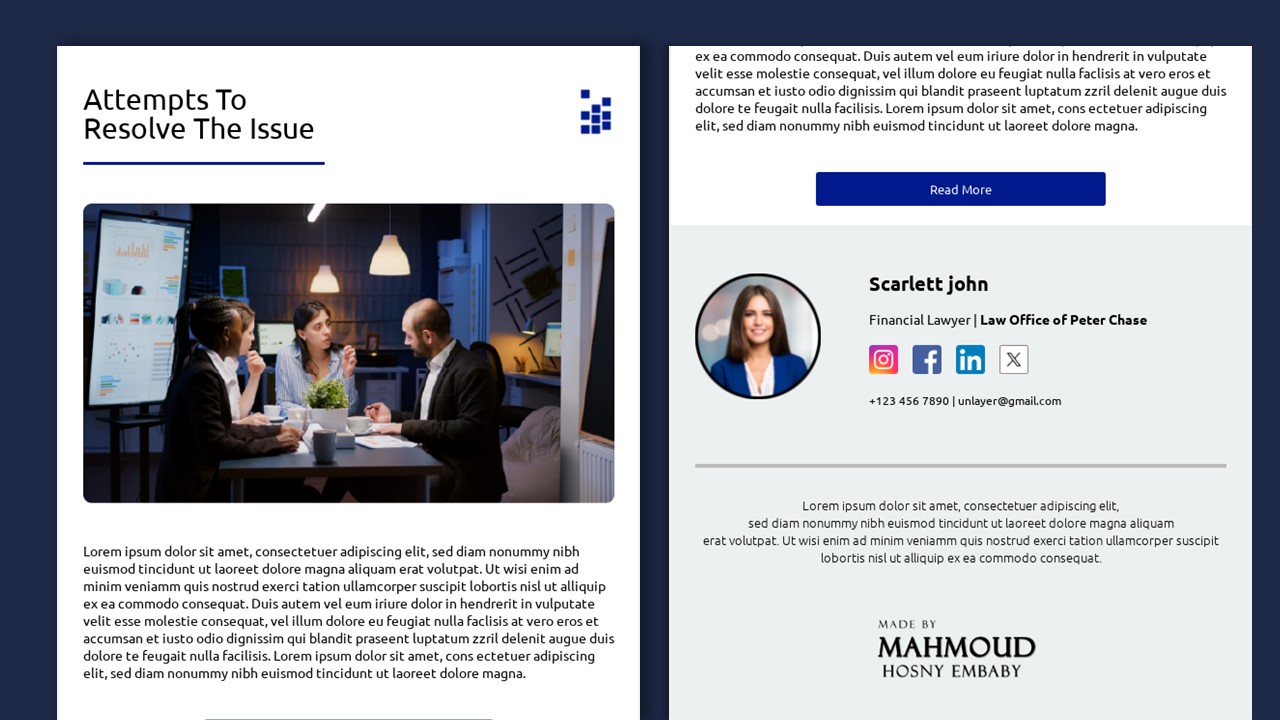 Attempts To
Resolve The Issue
Lorem ipsum dolor sit amet, consectetuer adipiscing elit, sed diam nonummy nibh
euismod tincidunt ut laoreet dolore magna aliquam erat volutpat. Ut wisi enim ad
minim veniamm quis nostrud exerci tation ullamcorper suscipit lobortis nisl ut alliquip
ex ea commodo consequat. Duis autem vel eum iriure dolor in hendrerit in vulputate
velit esse molestie consequat, vel illum dolore eu feugiat nulla faclisis at vero eros et
accumsan et iusto odio dignissim qui blandit praseent luptatum zzril delenit augue duis
dolore te feugait nulla facilisis. Lorem ipsum dolor sit amet, cons ectetuer adipiscing
elit, sed diam nonummy nibh euismod tincidunt ut laoreet dolore magna.
ex ea commodo consequat. Duis autem vel eum iriure dolor in hendrerit in vulputate
velit esse molestie consequat, vel illum dolore eu feugiat nulla faclisis at vero eros et
accumsan et iusto odio dignissim qui blandit praseent luptatum zzril delenit augue duis
dolore te feugait nulla facilisis. Lorem ipsum dolor sit amet, cons ectetuer adipiscing
elit, sed diam nonummy nibh euismod tincidunt ut laoreet dolore magna.
Read More
Scarlett john
Financial Lawyer | Law Office of Peter Chase
+123 456 7890 | unlayer@gmail.com
Lorem ipsum dolor sit amet, consectetuer adipiscing elit,
sed diam nonummy nibh euismod tincidunt ut laoreet dolore magna aliquam
erat volutpat. Ut wisi enim ad minim veniamm quis nostrud exerci tation ullamcorper suscipit
lobortis nisl ut alliquip ex ea commodo consequat.
MADE BY
MAHMOUD
HOSNY EMBABY